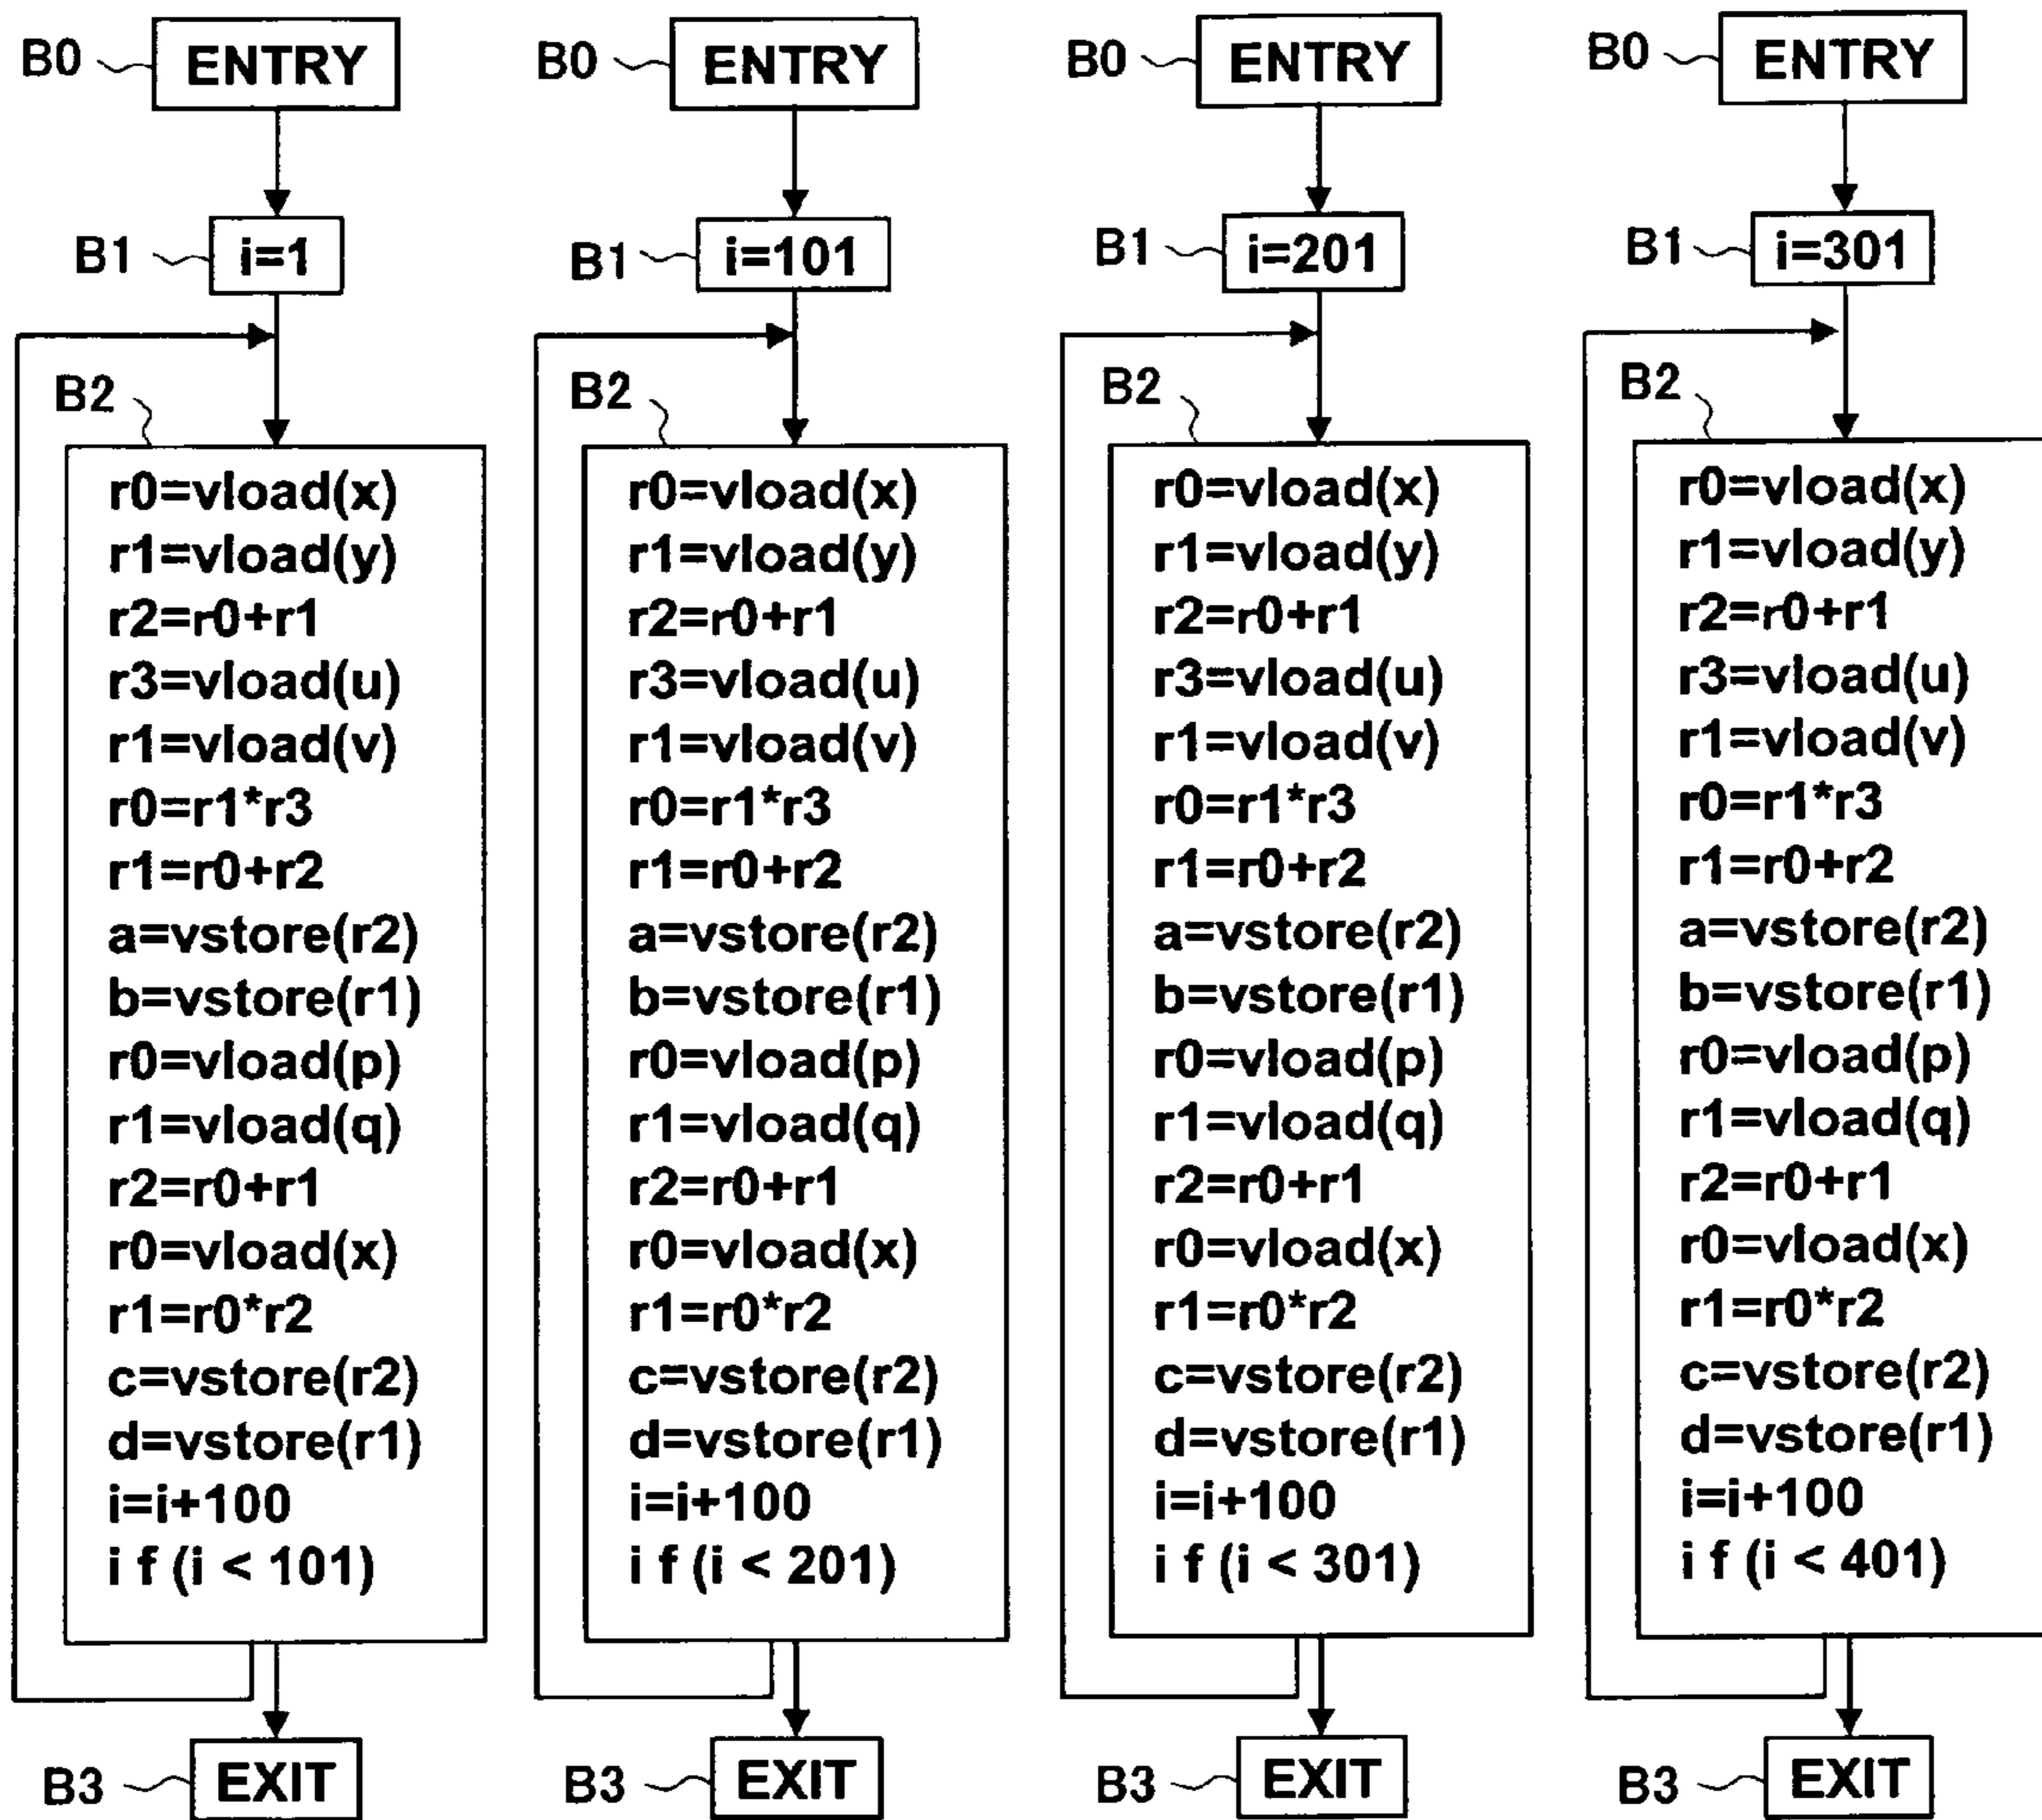 B0 ENTRY
B1 i=1
B2
r0=vload(x)
r1=vload(y)
r2=r0+r1
r3=vload(u)
r1=vload(v)
r0=r1*r3
r1=r0+r2
a=vstore(r2)
b=vstore(r1)
r0=vload(p)
r1=vload(q)
r2=r0+r1
r0=vload(x)
r1=r0*r2
c=vstore(r2)
d=vstore(r1)
i=i+100
i f (i < 101)
B3 EXIT
B0 ENTRY
B1 i=101
B2
r0=vload(x)
r1=vload(y)
r2=r0+r1
r3=vload(u)
r1=vload(v)
r0=r1*r3
r1=r0+r2
a=vstore(r2)
b=vstore(r1)
r0=vload(p)
r1=vload(q)
r2=r0+r1
r0=vload(x)
r1=r0*r2
c=vstore(r2)
d=vstore(r1)
i=i+100
i f (i < 201)
B3 EXIT
B0 ENTRY
B1 i=201
B2
r0=vload(x)
r1=vload(y)
r2=r0+r1
r3=vload(u)
r1=vload(v)
r0=r1*r3
r1=r0+r2
a=vstore(r2)
b=vstore(r1)
r0=vload(p)
r1=vload(q)
r2=r0+r1
r0=vload(x)
r1=r0*r2
c=vstore(r2)
d=vstore(r1)
i=i+100
i f (i < 301)
B3 EXIT
B0 ENTRY
B1 i=301
B2
r0=vload(x)
r1=vload(y)
r2=r0+r1
r3=vload(u)
r1=vload(v)
r0=r1*r3
r1=r0+r2
a=vstore(r2)
b=vstore(r1)
r0=vload(p)
r1=vload(q)
r2=r0+r1
r0=vload(x)
r1=r0*r2
c=vstore(r2)
d=vstore(r1)
i=i+100
i f (i < 401)
B3 EXIT